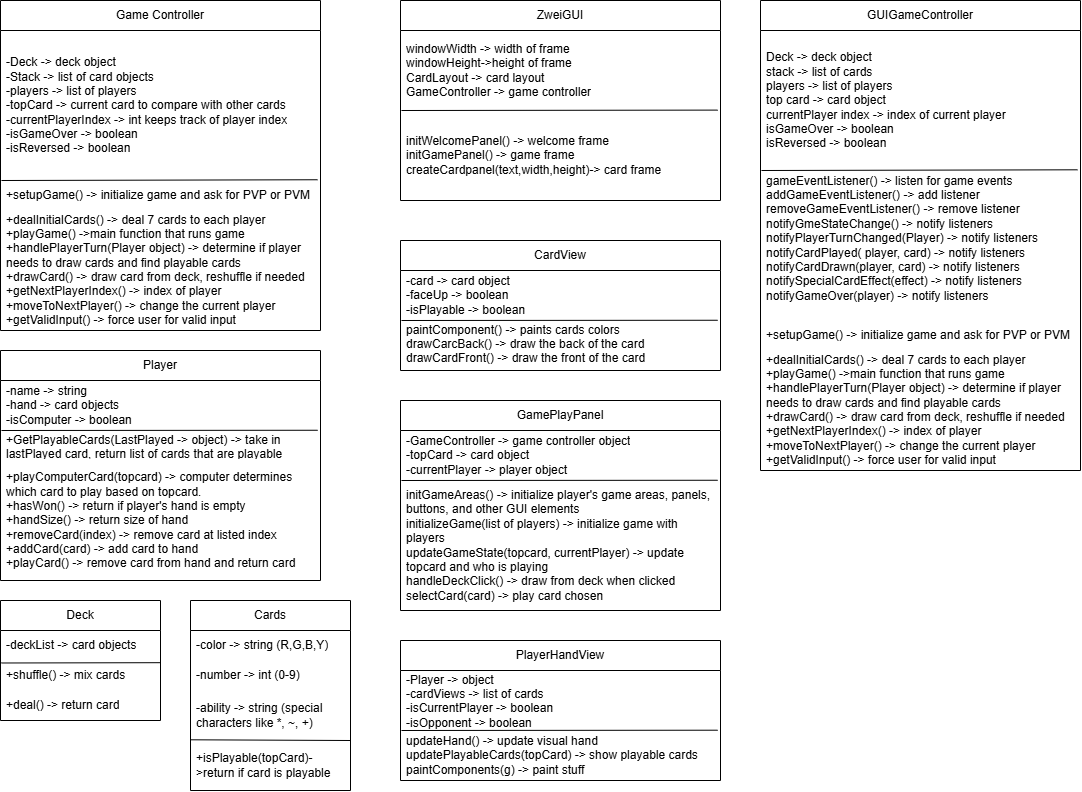 Game Controller
-Deck -> deck object
-Stack -> list of card objects
-players -> list of players
-topCard -> current card to compare with other cards
-currentPlayerIndex -> int keeps track of player index
-isGameOver -> boolean
-isReversed -> boolean
+setupGame() -> initialize game and ask for PVP or PVM
+dealInitialCards() -> deal 7 cards to each player
+playGame() ->main function that runs game
+handlePlayerTurn(Player object) -> determine if player
needs to draw cards and find playable cards
+drawCard() -> draw card from deck, reshuffle if needed
+getNextPlayerIndex() -> index of player
+moveToNextPlayer() -> change the current player
+getValidInput() -> force user for valid input
Player
-name -> string
-hand -> card objects
-isComputer -> boolean
+GetPlayableCards(LastPlayed -> object) -> take in
lastPlayed card, return list of cards that are playable
+playComputerCard(topcard) -> computer determines
which card to play based on topcard.
+hasWon() -> return if player's hand is empty
+handSize() -> return size of hand
+removeCard(index) -> remove card at listed index
+addCard(card) -> add card to hand
+playCard() -> remove card from hand and return card
Deck
-deckList -> card objects
+shuffle() -> mix cards
+deal() -> return card
Cards
-color -> string (R,G,B,Y)
-number -> int (0-9)
-ability -> string (special
characters like *, ~, +)
+isPlayable(topCard)-
>return if card is playable
ZweiGUI
windowWidth -> width of frame
windowHeight->height of frame
CardLayout -> card layout
GameController -> game controller
initWelcomePanel() -> welcome frame
initGamePanel() -> game frame
createCardpanel(text,width,height)-> card frame
CardView
-card -> card object
-faceUp -> boolean
-isPlayable -> boolean
paintComponent() -> paints cards colors
drawCarcBack() -> draw the back of the card
drawCardFront() -> draw the front of the card
GamePlayPanel
-GameController -> game controller object
-topCard -> card object
-currentPlayer -> player object
initGameAreas() -> initialize player's game areas, panels,
buttons, and other GUI elements
initializeGame(list of players) -> initialize game with
players
updateGameState(topcard, currentPlayer) -> update
topcard and who is playing
handleDeckClick() -> draw from deck when clicked
selectCard(card) -> play card chosen
PlayerHandView
-Player -> object
-cardViews -> list of cards
-isCurrentPlayer -> boolean
-isOpponent -> boolean
updateHand() -> update visual hand
updatePlayableCards(topCard) -> show playable cards
paintComponents(g) -> paint stuff
GUIGameController
Deck -> deck object
stack -> list of cards
players -> list of players
top card -> card object
currentPlayer index -> index of current player
isGameOver -> boolean
isReversed -> boolean
gameEventListener() -> listen for game events
addGameEventListener() -> add listener
removeGameEventListener() -> remove listener
notifyGmeStateChange() -> notify listeners
notifyPlayerTurnChanged(Player) -> notify listeners
notifyCardPlayed( player, card) -> notify listeners
notifyCardDrawn(player, card) -> notify listeners
notifySpecialCardEffect(effect) -> notify listeners
notifyGameOver(player) -> notify listeners
+setupGame() -> initialize game and ask for PVP or PVM
+dealInitialCards() -> deal 7 cards to each player
+playGame() ->main function that runs game
+handlePlayerTurn(Player object) -> determine if player
needs to draw cards and find playable cards
+drawCard() -> draw card from deck, reshuffle if needed
+getNextPlayerIndex() -> index of player
+moveToNextPlayer() -> change the current player
+getValidInput() -> force user for valid input